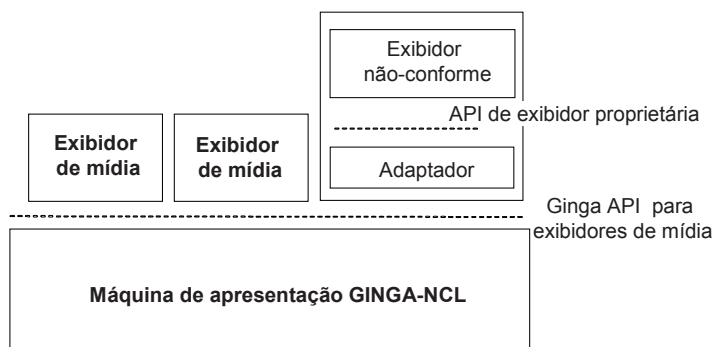 Exibidor
não-conforme
API de exibidor proprietária
Exibidor
de mídia
Exibidor
de mídia
Adaptador
Ginga API para
exibidores de mídia
Máquina de apresentação GINGA-NCL